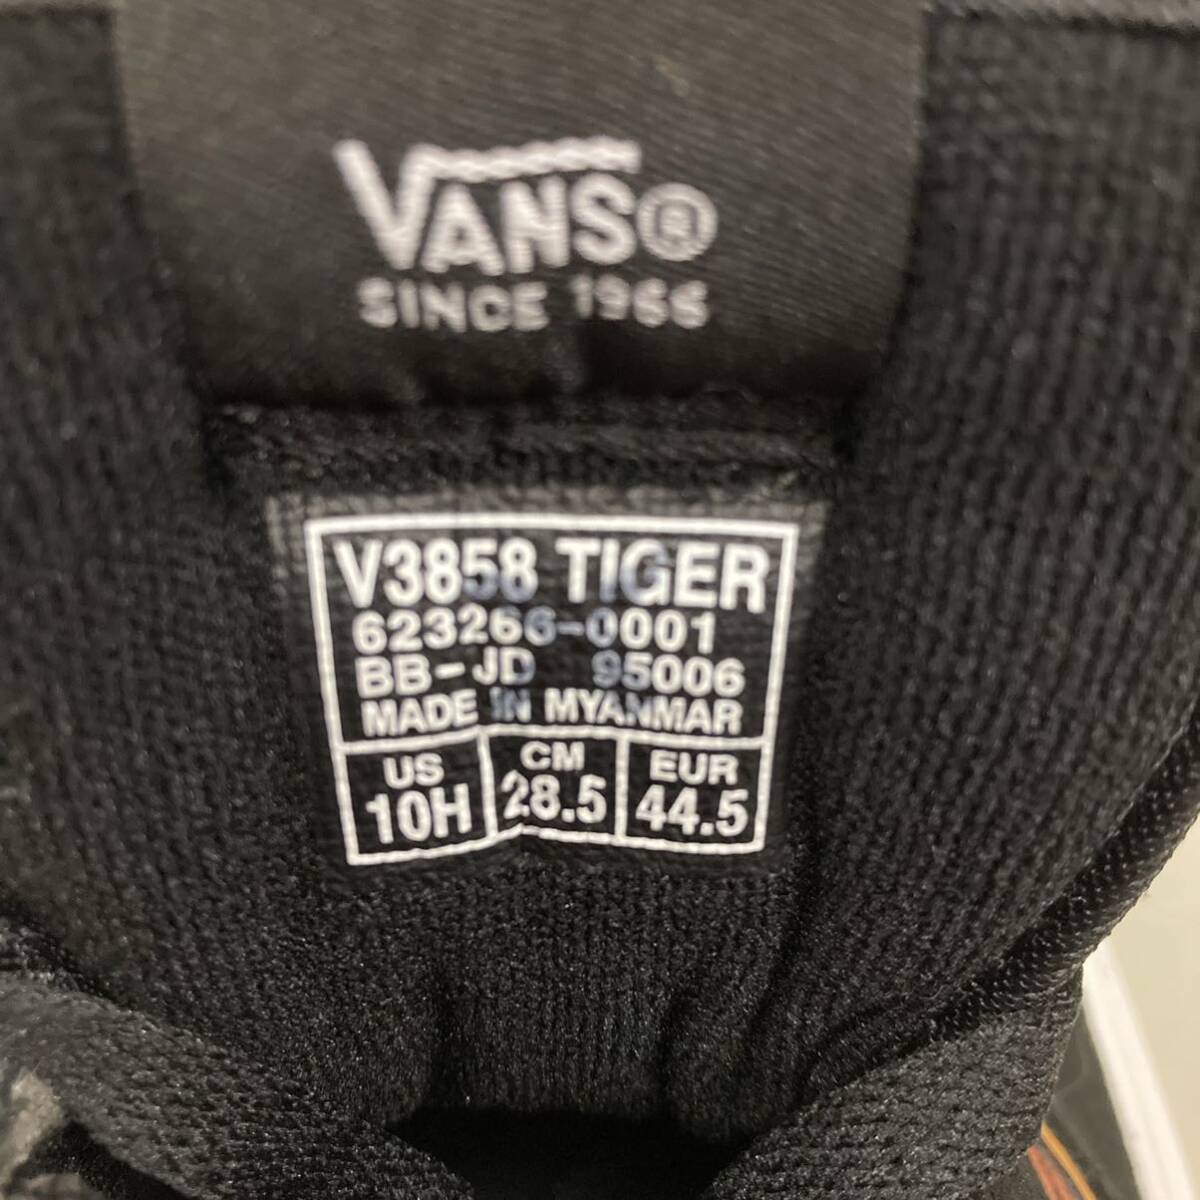 VANS®
SINCE 1966
V3858 TIGER
623266-0001
BB-JD 95006
MADE IN MYANMAR
US CM EUR
10H 28.5 44.5